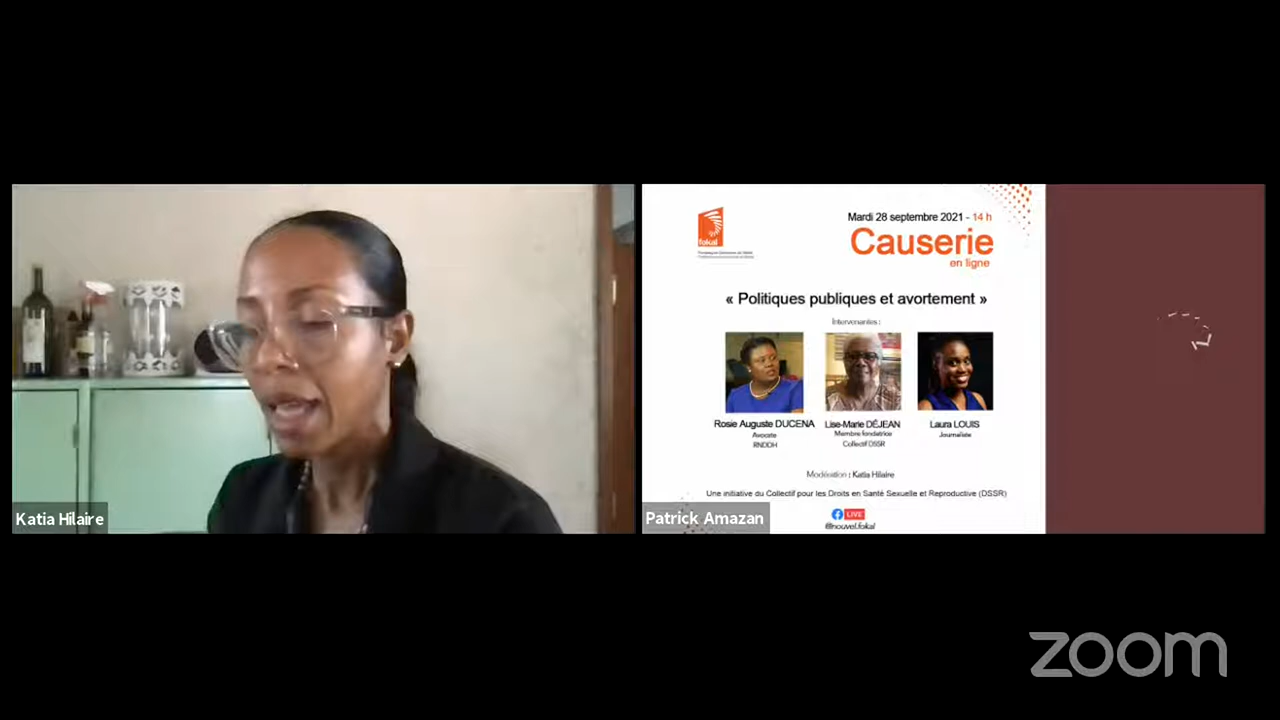 Katia Hilaire
fokal
Mardi 28 septembre 2021 - 14 h
Causerie
en ligne
« Politiques publiques et avortement »
Intervenantes :
Rosie Auguste DUCENA
Avocate
RNDDH
Lise-Marie DÉJEAN
Membre fondatrice
Collectif DSSR
Laura LOUIS
Journaliste
Modération : Katia Hilaire
Une initiative du Collectif pour les Droits en Santé Sexuelle et Reproductive (DSSR)
LIVE
@nouvel.fokal
Patrick Amazan
zoom